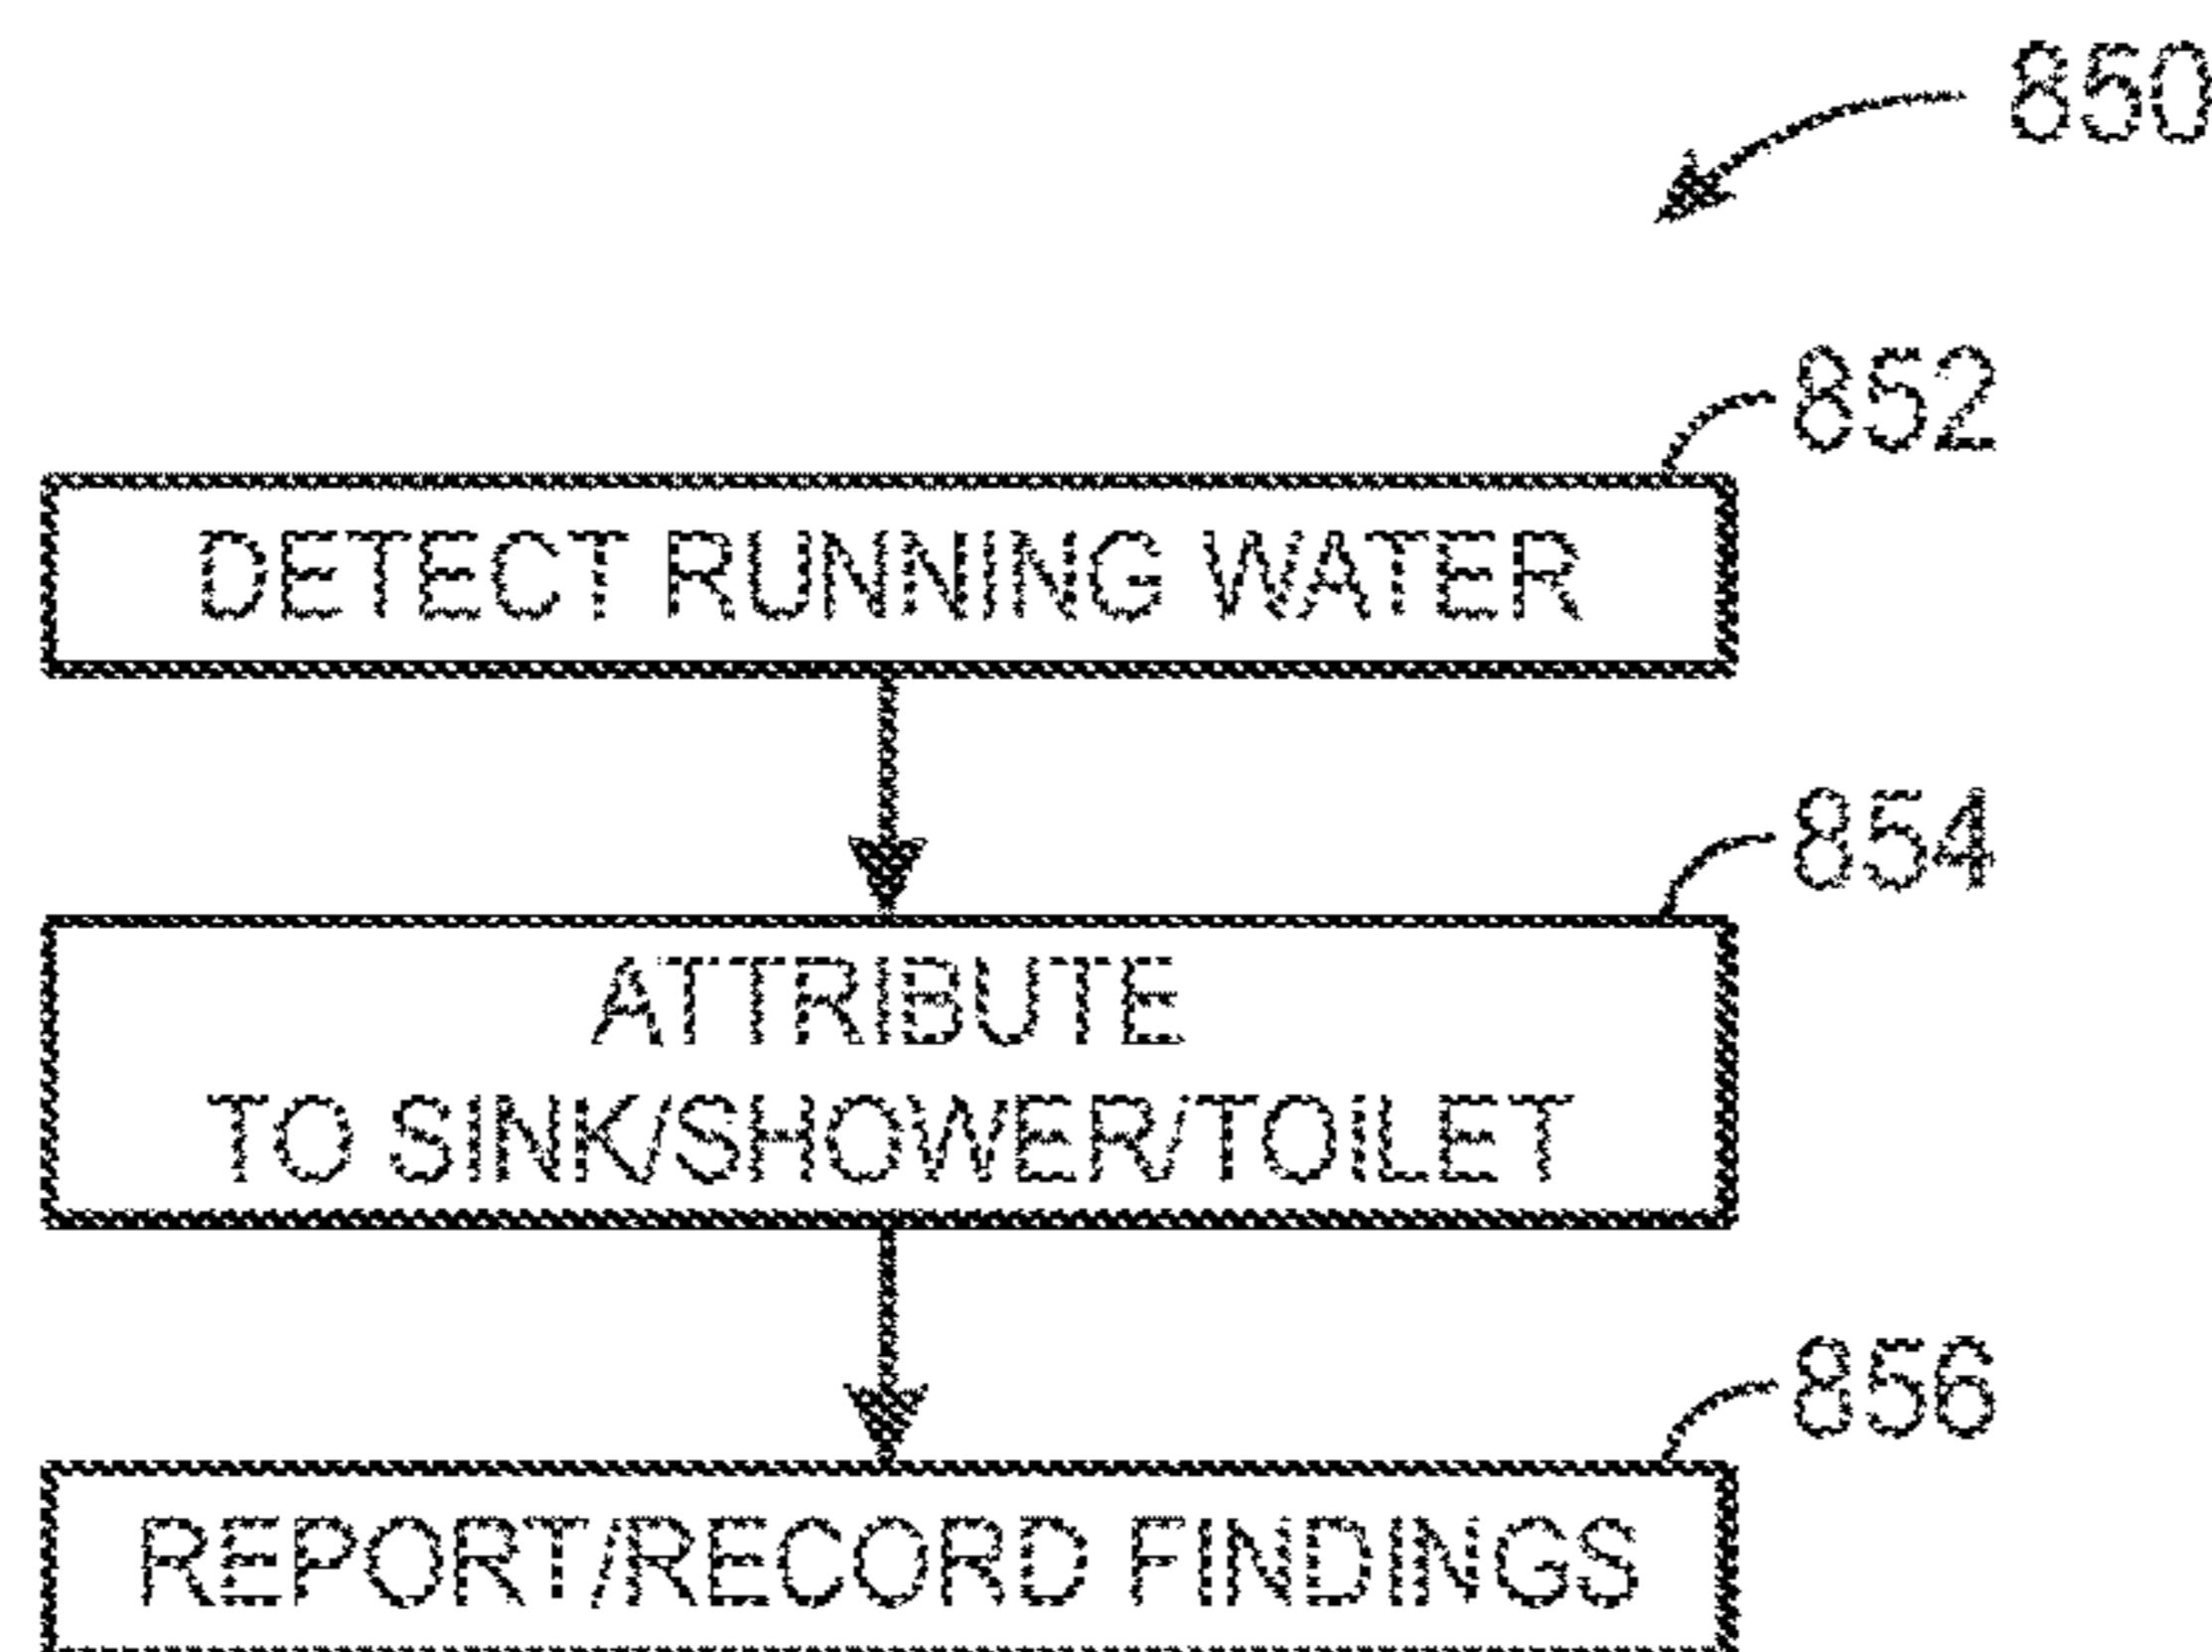 850
852
DETECT RUNNING WATER
854
ATTRIBUTE
TO SINK/SHOWER/TOILET
856
REPORT/RECORD FINDINGS